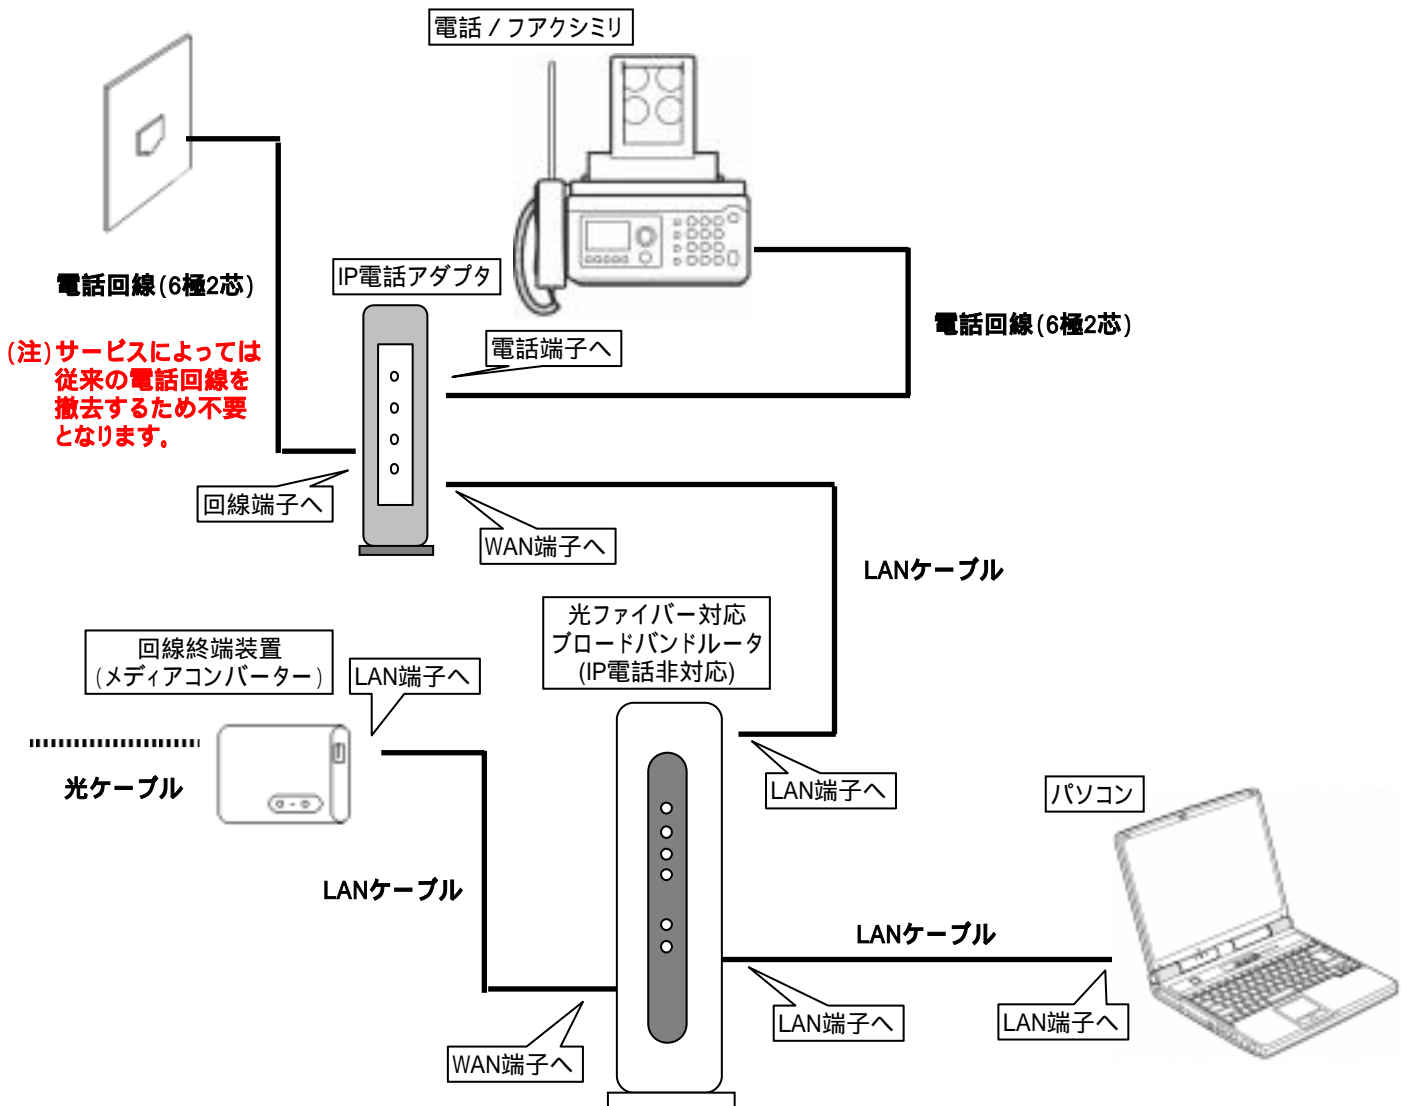 電話 / フアクシミリ
電話回線(6極2芯)
IP電話アダプタ
(注)サービスによっては
従来の電話回線を
撤去するため不要
となります。
電話端子へ
電話回線(6極2芯)
回線端子へ
WAN端子へ
LANケーブル
光ファイバー対応
ブロードバンドルータ
(IP電話非対応)
回線終端装置
(メディアコンバーター)
LAN端子へ
光ケーブル
LAN端子へ
パソコン
LANケーブル
LANケーブル
LAN端子へ
LAN端子へ
WAN端子へ